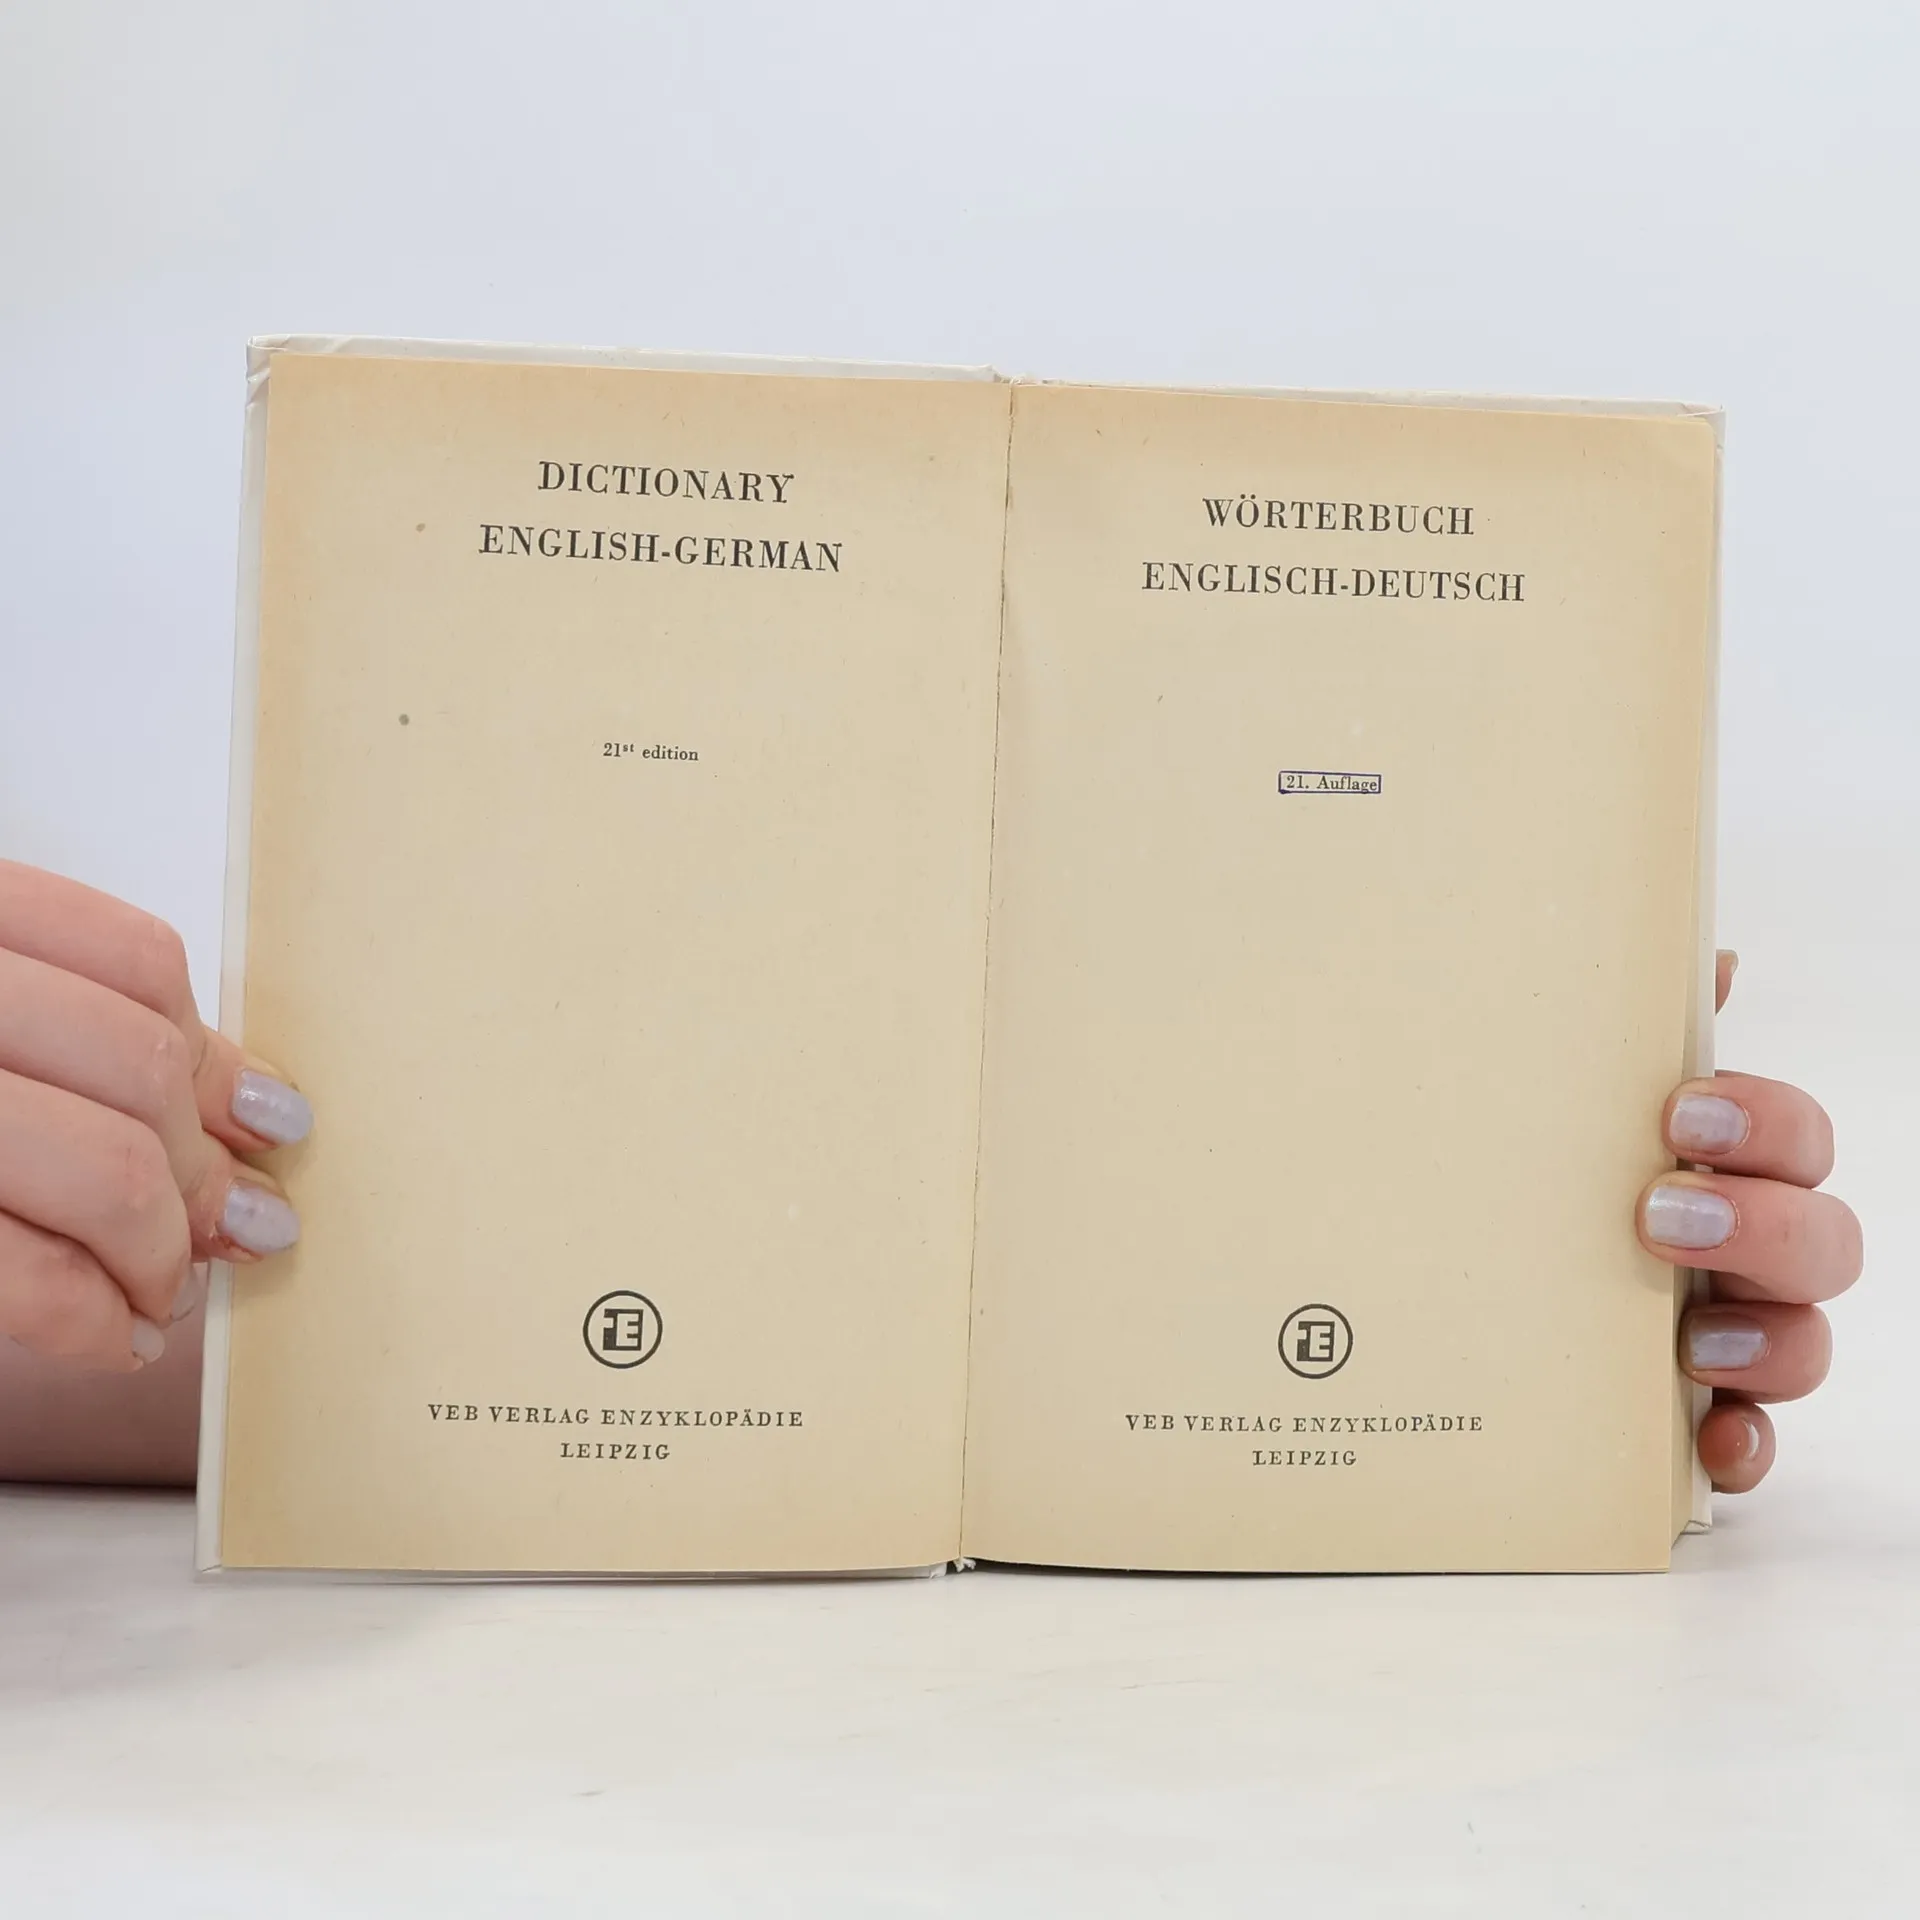 DICTIONARY
ENGLISH-GERMAN
21st edition
VEB VERLAG ENZYKLOPÄDIE
LEIPZIG
WÖRTERBUCH
ENGLISCH-DEUTSCH
21. Auflage
VEB VERLAG ENZYKLOPÄDIE
LEIPZIG